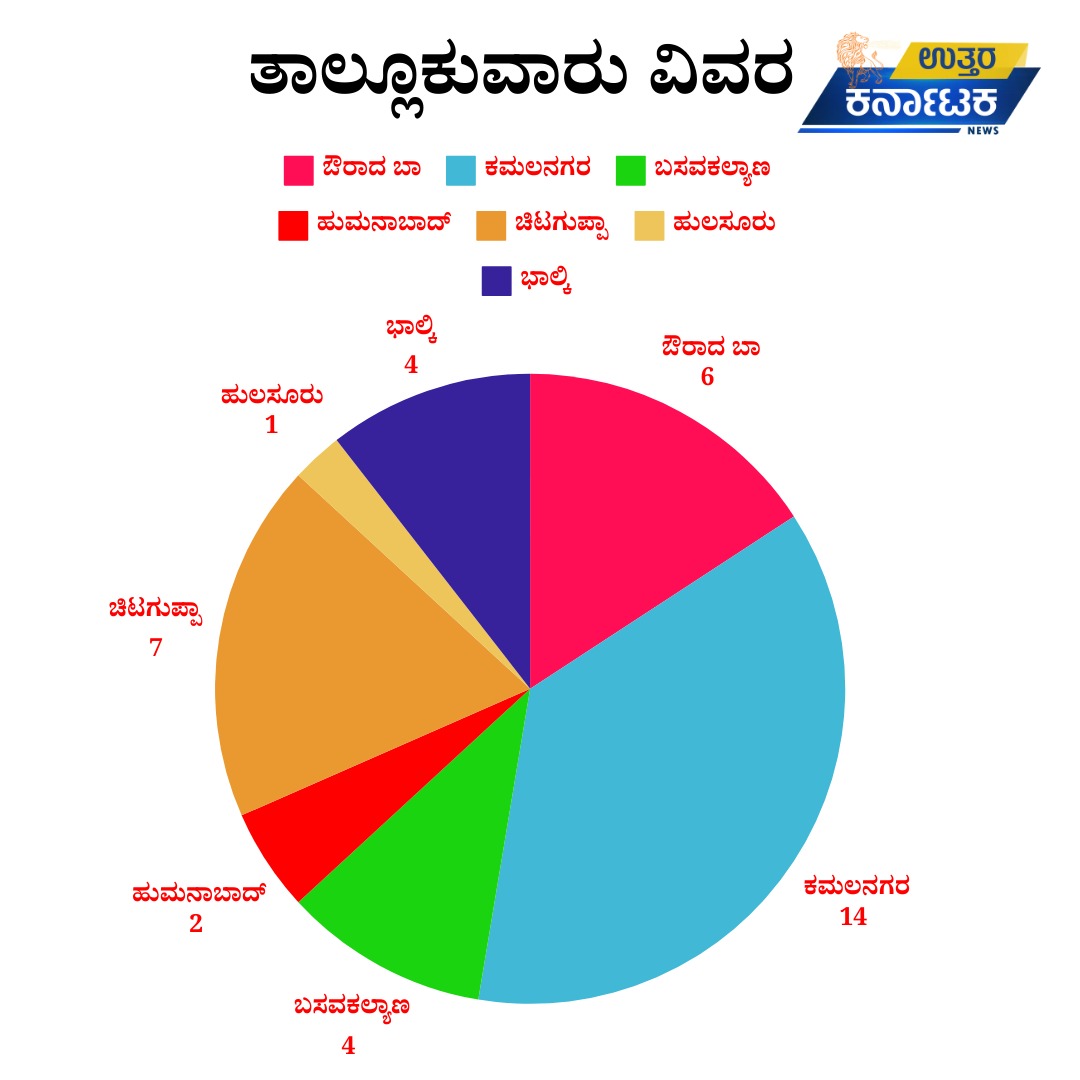 ತಾಲ್ಲೂಕುವಾರು ವಿವರ
ಉತ್ತರ
ಕರ್ನಾಟಕ
NEWS
ಔರಾದ ಬಾ ಕಮಲನಗರ ಬಸವಕಲ್ಯಾಣ
ಹುಮನಾಬಾದ್ ಚಿಟಗುಪ್ಪಾ ಹುಲಸೂರು
ಭಾಲ್ಕಿ
ಭಾಲ್ಕಿ
4
ಔರಾದ ಬಾ
6
ಹುಲಸೂರು
1
ಚಿಟಗುಪ್ಪಾ
7
ಕಮಲನಗರ
14
ಹುಮನಾಬಾದ್
2
ಬಸವಕಲ್ಯಾಣ
4